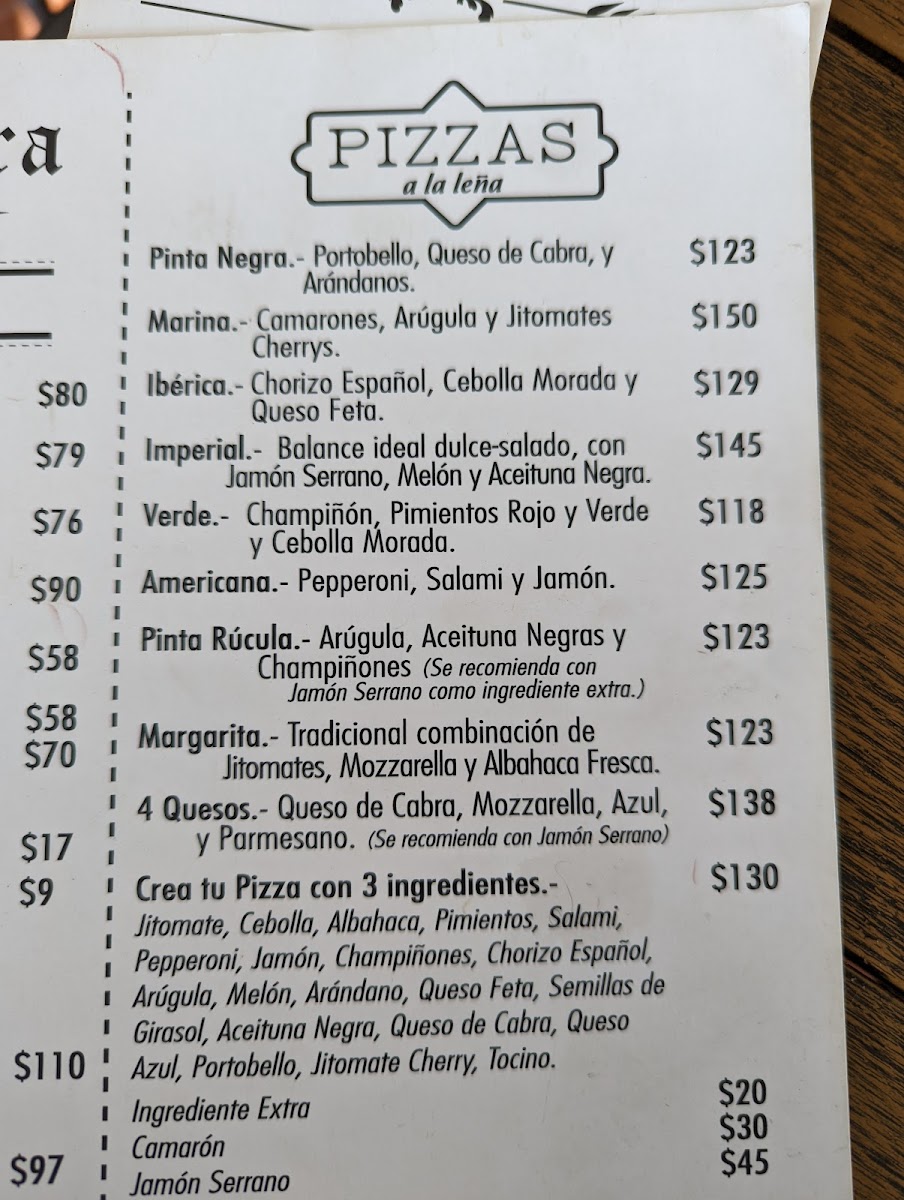 ra
$80
$79
$76
$90
$58
$58
$70
$17
$9
$110
$97
PIZZAS
a la leña
Pinta Negra.- Portobello, Queso de Cabra, y $123
Arándanos.
Marina.- Camarones, Arúgula y Jitomates $150
Cherrys.
Ibérica.- Chorizo Español, Cebolla Morada y $129
Queso Feta.
Imperial.- Balance ideal dulce-salado, con $145
Jamón Serrano, Melón y Aceituna Negra.
Verde.- Champiñón, Pimientos Rojo y Verde $118
y Cebolla Morada.
Americana.- Pepperoni, Salami y Jamón. $125
Pinta Rúcula.- Arúgula, Aceituna Negras y $123
Champiñones (Se recomienda con
Jamón Serrano como ingrediente extra.)
Margarita.- Tradicional combinación de $123
Jitomates, Mozzarella y Albahaca Fresca.
4 Quesos.- Queso de Cabra, Mozzarella, Azul, $138
y Parmesano. (Se recomienda con Jamón Serrano)
Crea tu Pizza con 3 ingredientes.- $130
Jitomate, Cebolla, Albahaca, Pimientos, Salami,
Pepperoni, Jamón, Champiñones, Chorizo Español,
Arúgula, Melón, Arándano, Queso Feta, Semillas de
Girasol, Aceituna Negra, Queso de Cabra, Queso
Azul, Portobello, Jitomate Cherry, Tocino.
Ingrediente Extra $20
Camarón $30
Jamón Serrano $45